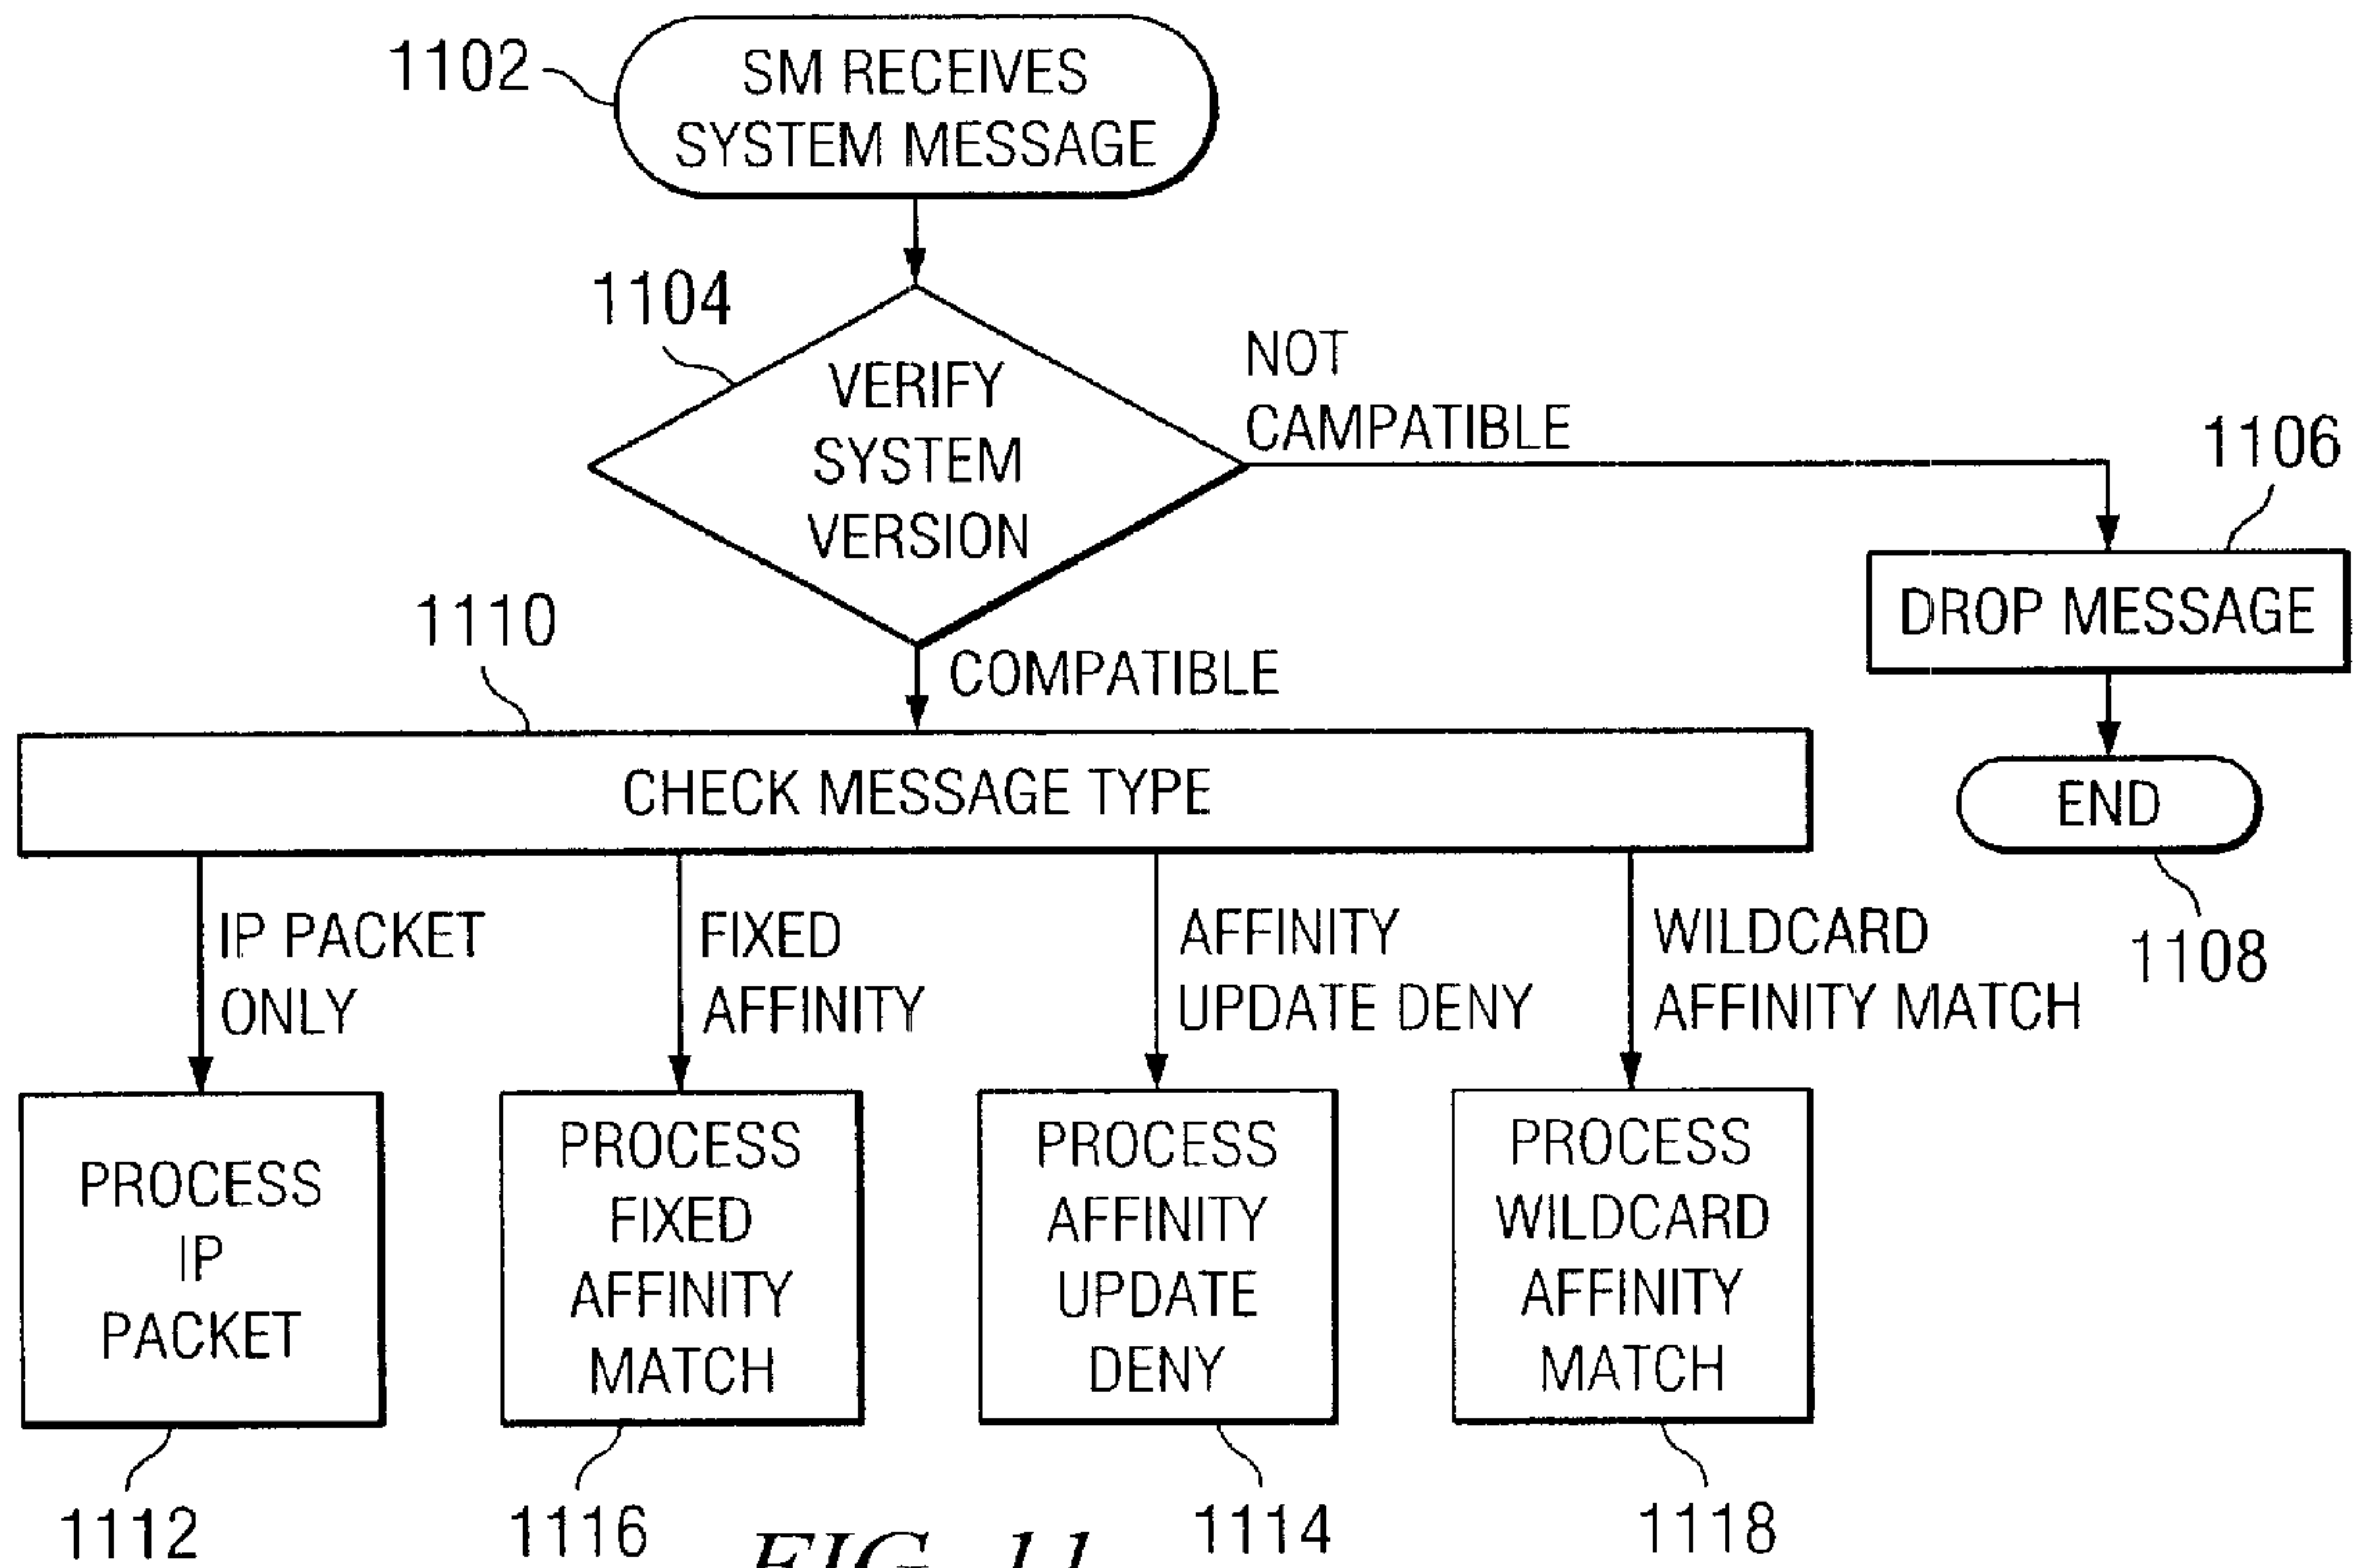 1102
SM RECEIVES
SYSTEM MESSAGE
1104
VERIFY
SYSTEM
VERSION
NOT
CAMPATIBLE
1106
DROP MESSAGE
END
1108
COMPATIBLE
1110
CHECK MESSAGE TYPE
IP PACKET
ONLY
FIXED
AFFINITY
AFFINITY
UPDATE DENY
WILDCARD
AFFINITY MATCH
PROCESS
IP
PACKET
1112
PROCESS
FIXED
AFFINITY
MATCH
1116
PROCESS
AFFINITY
UPDATE
DENY
1114
PROCESS
WILDCARD
AFFINITY
MATCH
1118
FIG. 11